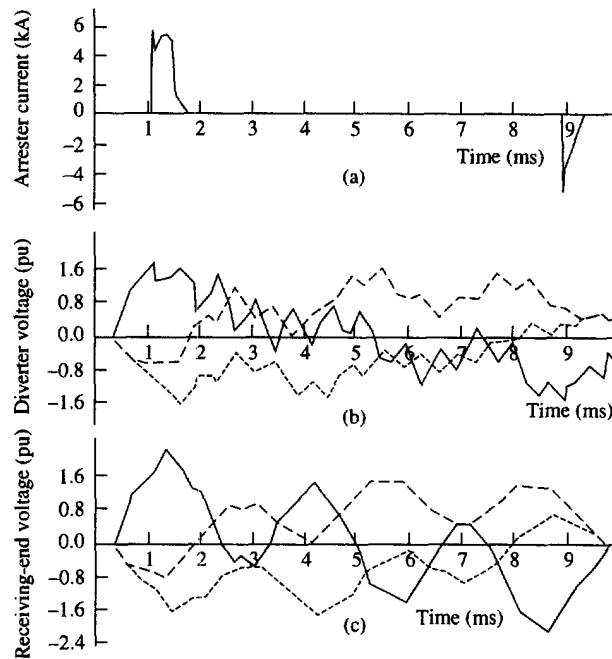 Arrester current (kA)
6
4
2
0
−2
−4
−6
1 2 3 4 5 6 7 8 9
Time (ms)
(a)
Diverter voltage (pu)
1.6
0.8
0.0
−0.8
−1.6
1 2 3 4 5 6 7 8 9
Time (ms)
(b)
Receiving-end voltage (pu)
1.6
0.8
0.0
−0.8
−1.6
−2.4
1 2 3 4 5 6 7 8 9
Time (ms)
(c)